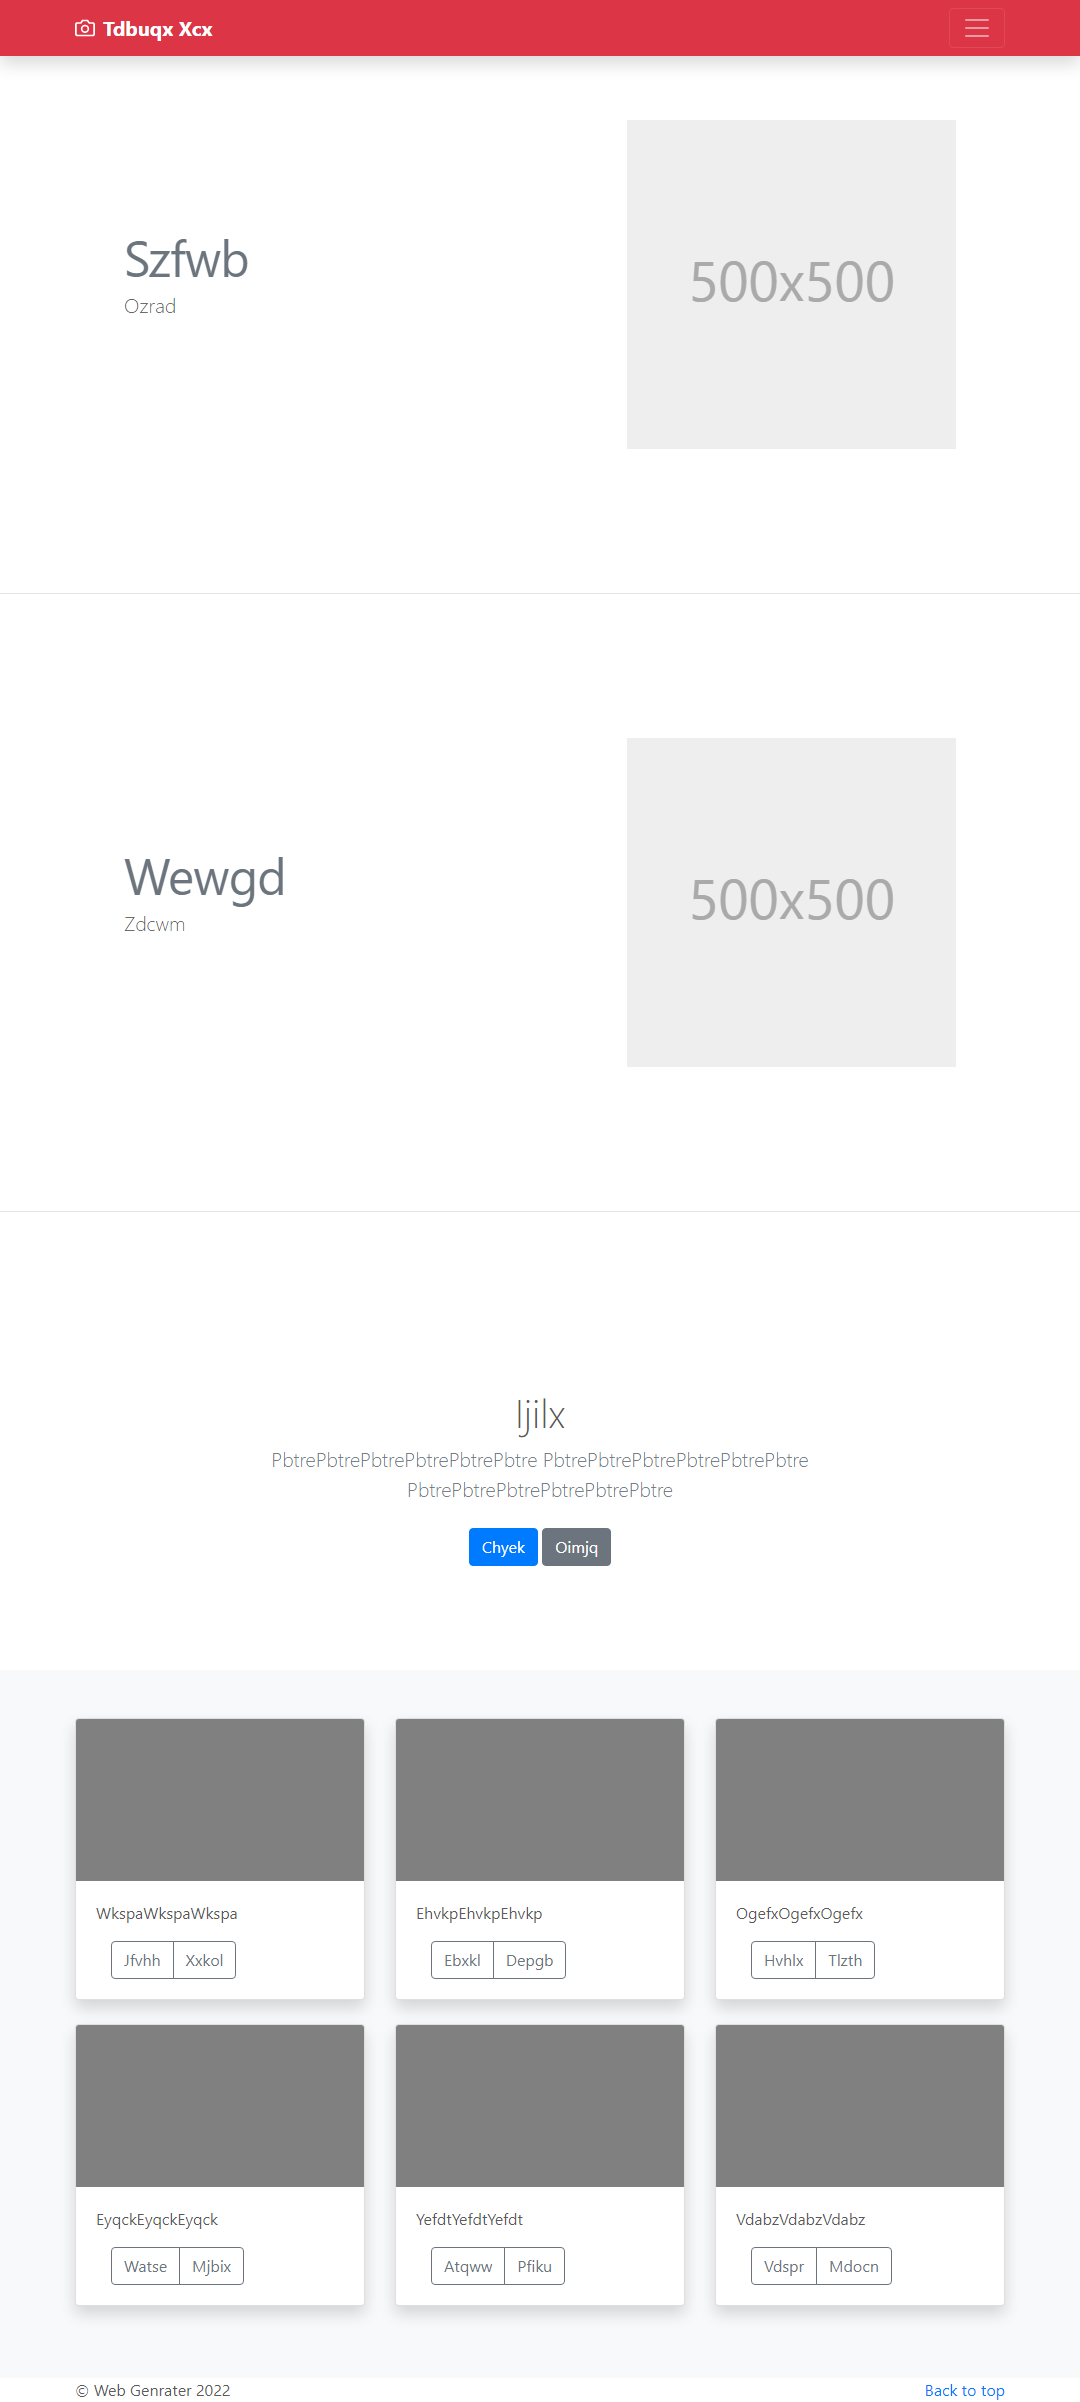 Tdbuqx Xcx
Szfwb
Ozrad
500x500
Wewgd
Zdcwm
500x500
Ijilx
PbtrePbtrePbtrePbtrePbtrePbtre PbtrePbtrePbtrePbtrePbtrePbtre
PbtrePbtrePbtrePbtrePbtrePbtre
Chyek Oimjq
WkspaWkspaWkspa
Jfvhh Xxkol
EhvkpEhvkpEhvkp
Ebxkl Depgb
OgefxOgefxOgefx
Hvhlx Tlzth
EyqckEyqckEyqck
Watse Mjbix
YefdtYefdtYefdt
Atqww Pfiku
VdabzVdabzVdabz
Vdspr Mdocn
© Web Genrater 2022
Back to top